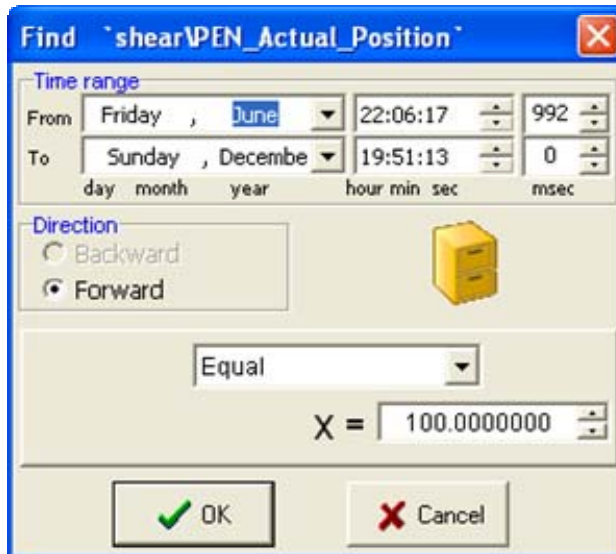 Find `shear\PEN_Actual_Position`
Time range
From Friday , June 22:06:17 992
To Sunday , Decembe 19:51:13 0
day month year hour min sec msec
Direction
Backward
Forward
Equal
X = 100.0000000
OK Cancel